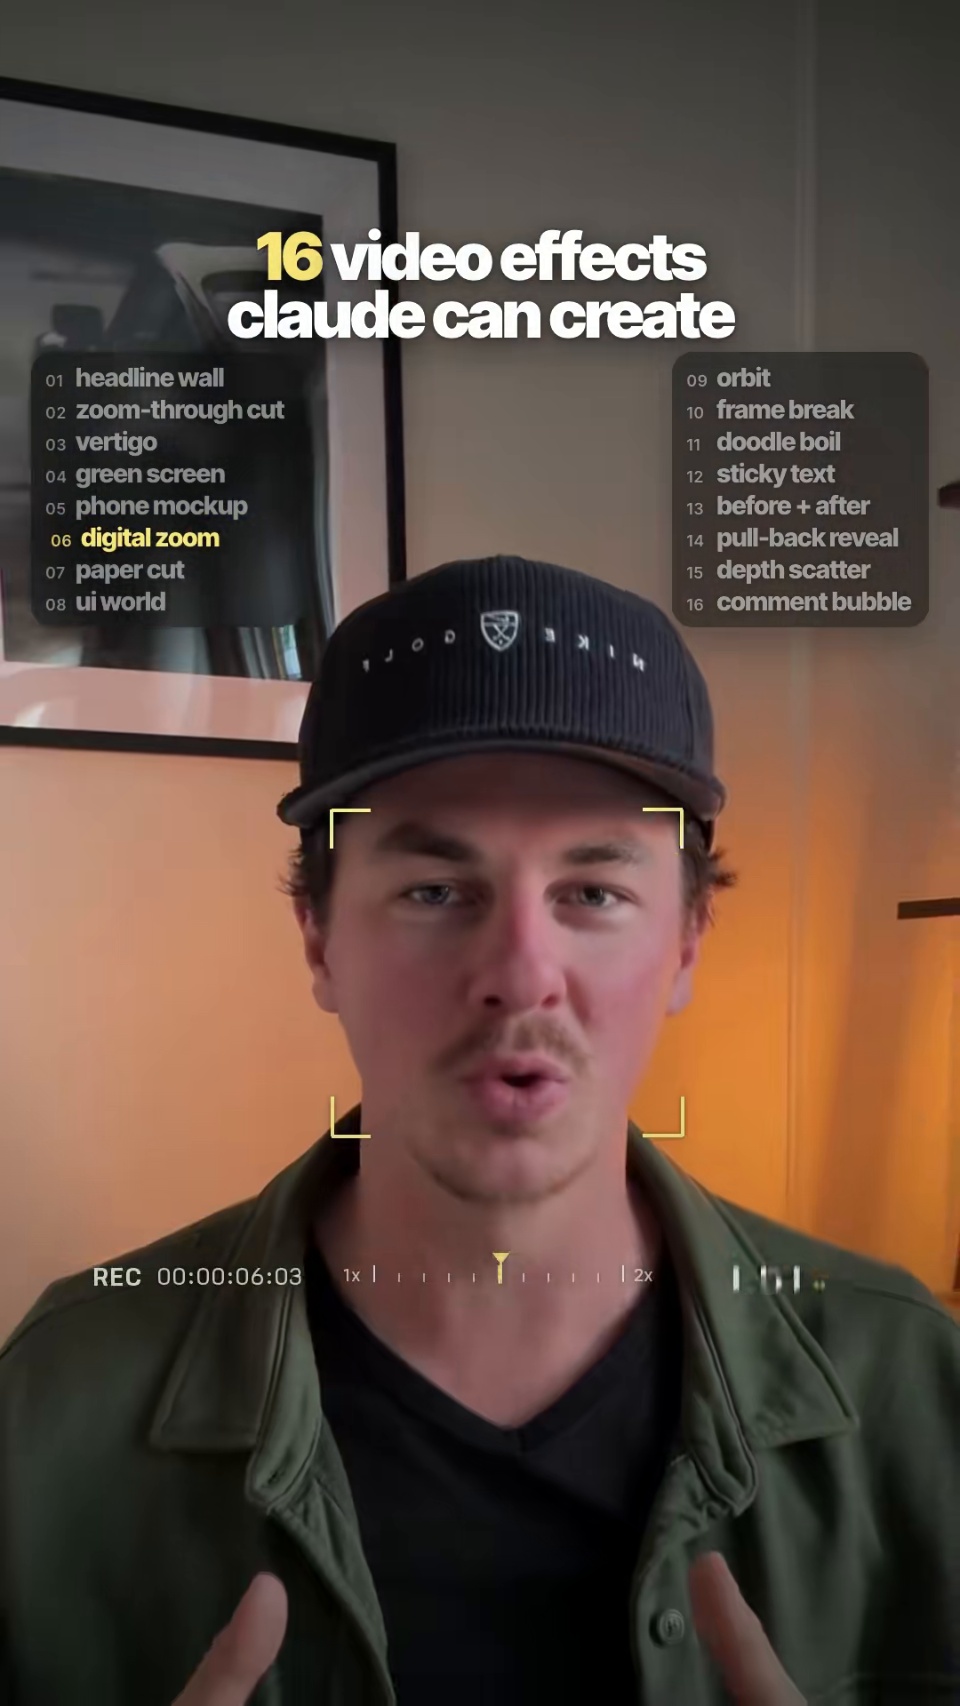 16 video effects
claude can create
01 headline wall
02 zoom-through cut
03 vertigo
04 green screen
05 phone mockup
06 digital zoom
07 paper cut
08 ui world
09 orbit
10 frame break
11 doodle boil
12 sticky text
13 before + after
14 pull-back reveal
15 depth scatter
16 comment bubble
NIKE GOLF
REC 00:00:06:03
1x 2x